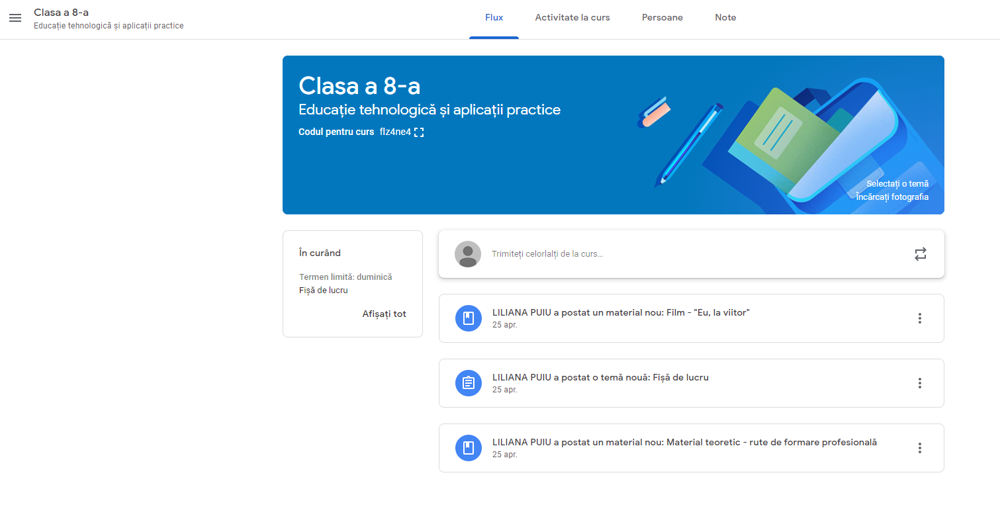 Clasa a 8-a
Educație tehnologică și aplicații practice
Flux
Activitate la curs
Persoane
Note
Clasa a 8-a
Educație tehnologică și aplicații practice
Codul pentru curs flz4ne4
Selectați o temă
Încărcați fotografia
În curând
Termen limită: duminică
Fișă de lucru
Afișați tot
Trimiteți celorlalți de la curs...
LILIANA PUIU a postat un material nou: Film - "Eu, la viitor"
25 apr.
LILIANA PUIU a postat o temă nouă: Fișă de lucru
25 apr.
LILIANA PUIU a postat un material nou: Material teoretic - rute de formare profesională
25 apr.